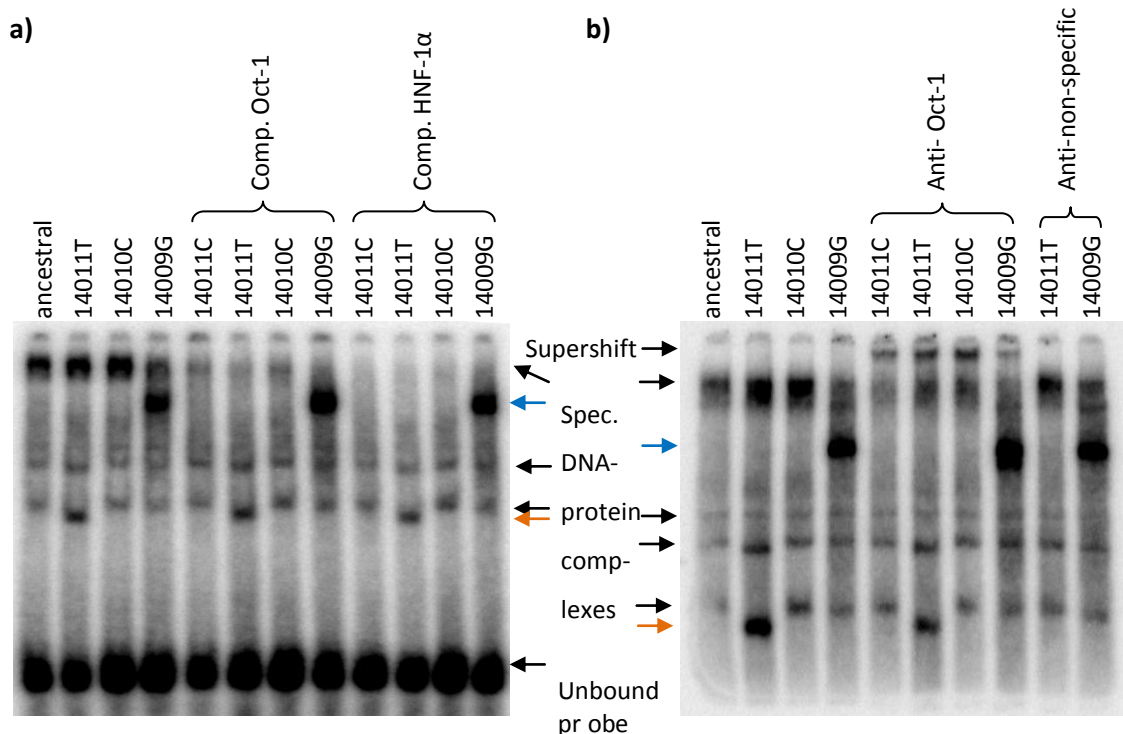 a)
Comp. Oct-1
Comp. HNF-1α
ancestral
14011T
14010C
14009G
14011C
14011T
14010C
14009G
14011C
14011T
14010C
14009G
b)
Anti- Oct-1
Anti-non-specific
ancestral
14011T
14010C
14009G
14011C
14011T
14010C
14009G
14011T
14009G
Supershift
Spec.
DNA-
protein
comp-
lexes
Unbound
pr obe